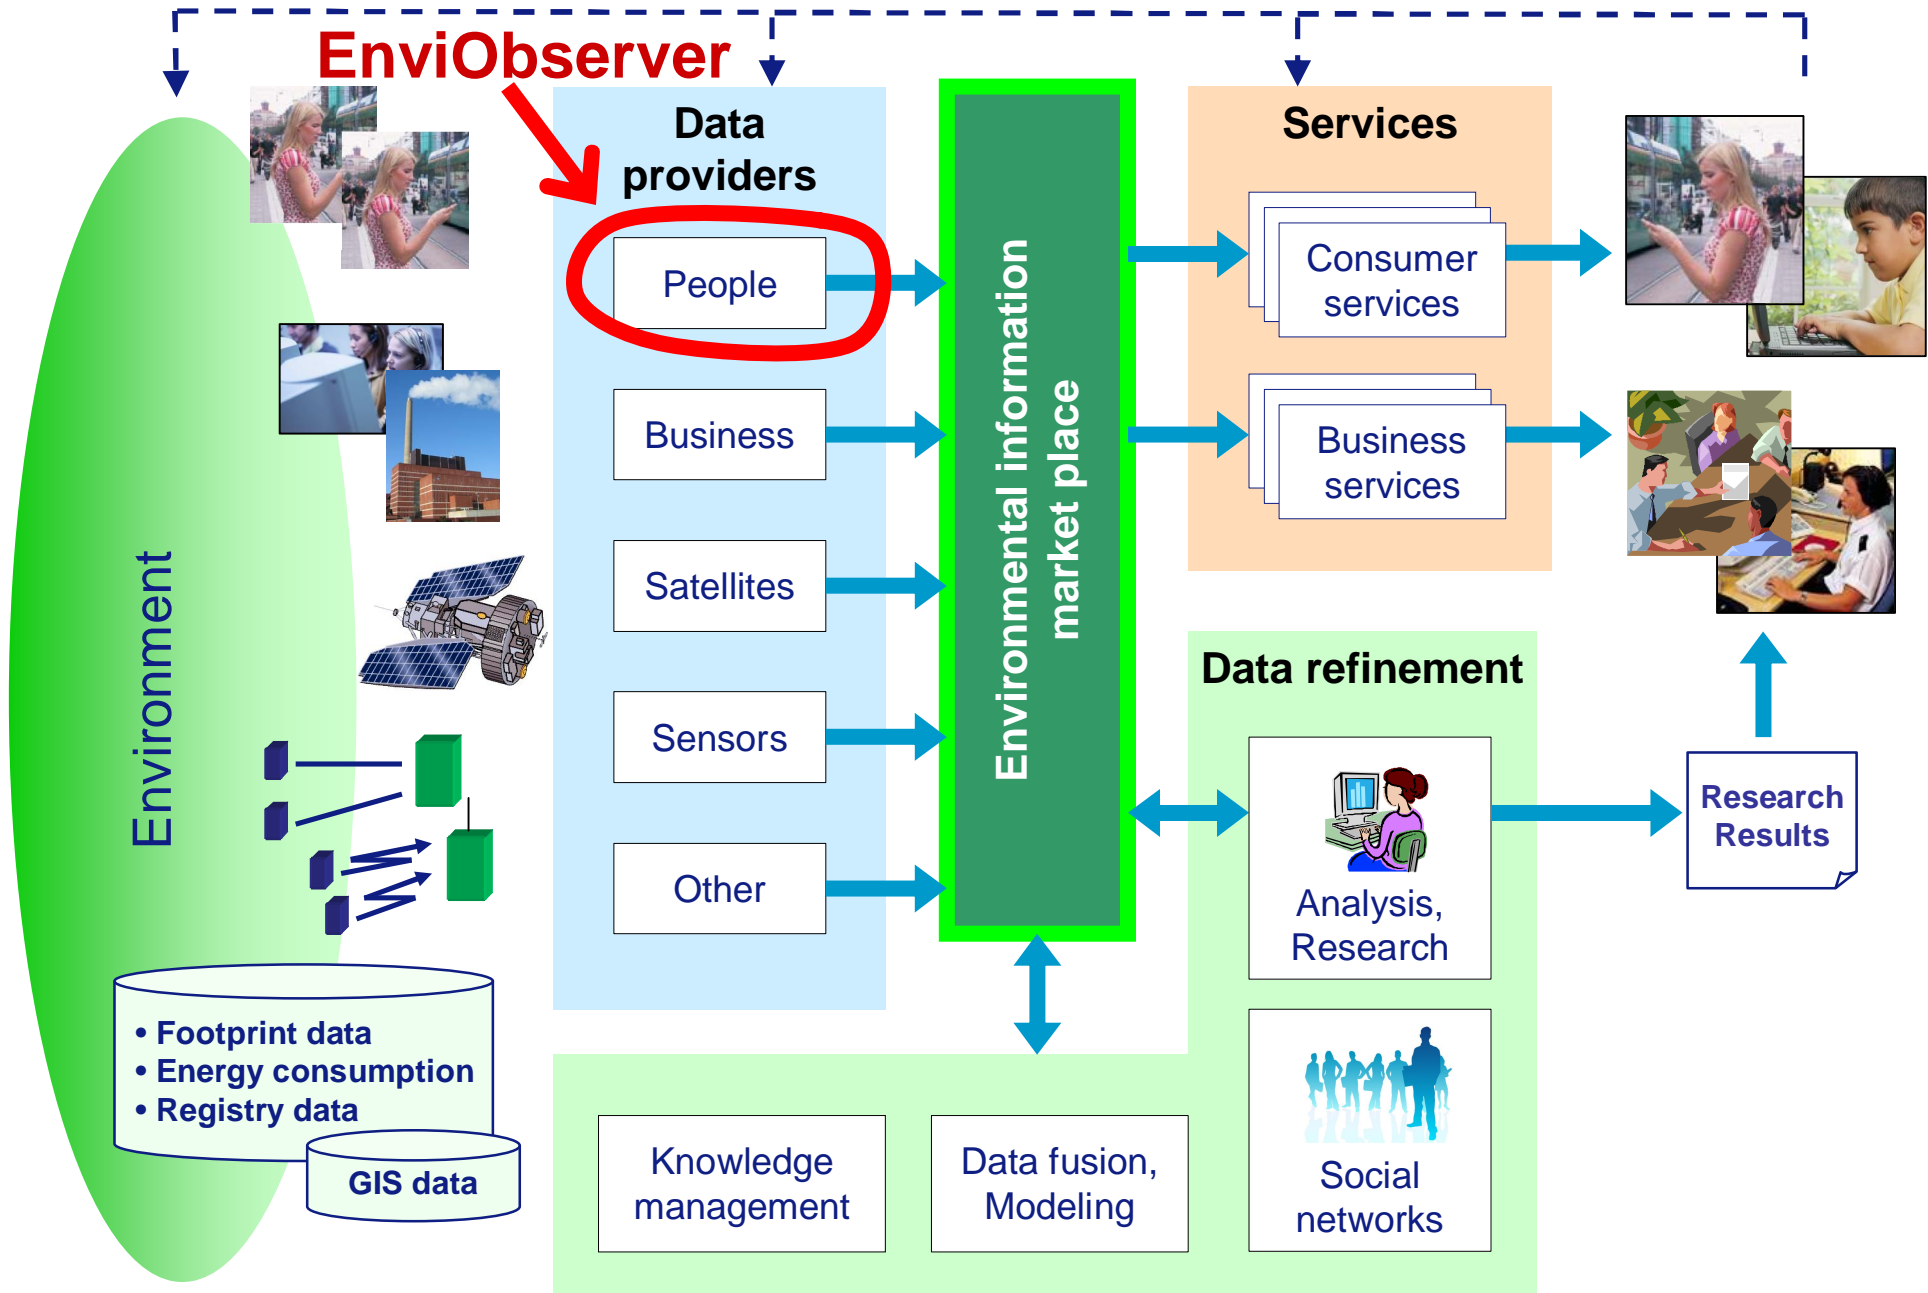 EnviObserver
Data
providers
People
Business
Satellites
Sensors
Other
Environment
• Footprint data
• Energy consumption
• Registry data
GIS data
Environmental information
market place
Services
Consumer
services
Business
services
Data refinement
Analysis,
Research
Social
networks
Knowledge
management
Data fusion,
Modeling
Research
Results